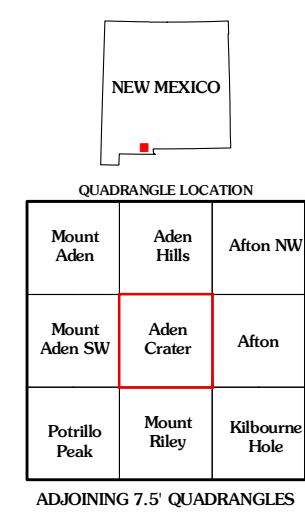 NEW MEXICO
QUADRANGLE LOCATION
Mount
Aden
Aden
Hills
Afton NW
Mount
Aden SW
Aden
Crater
Afton
Potrillo
Peak
Mount
Riley
Kilbourne
Hole
ADJOINING 7.5' QUADRANGLES